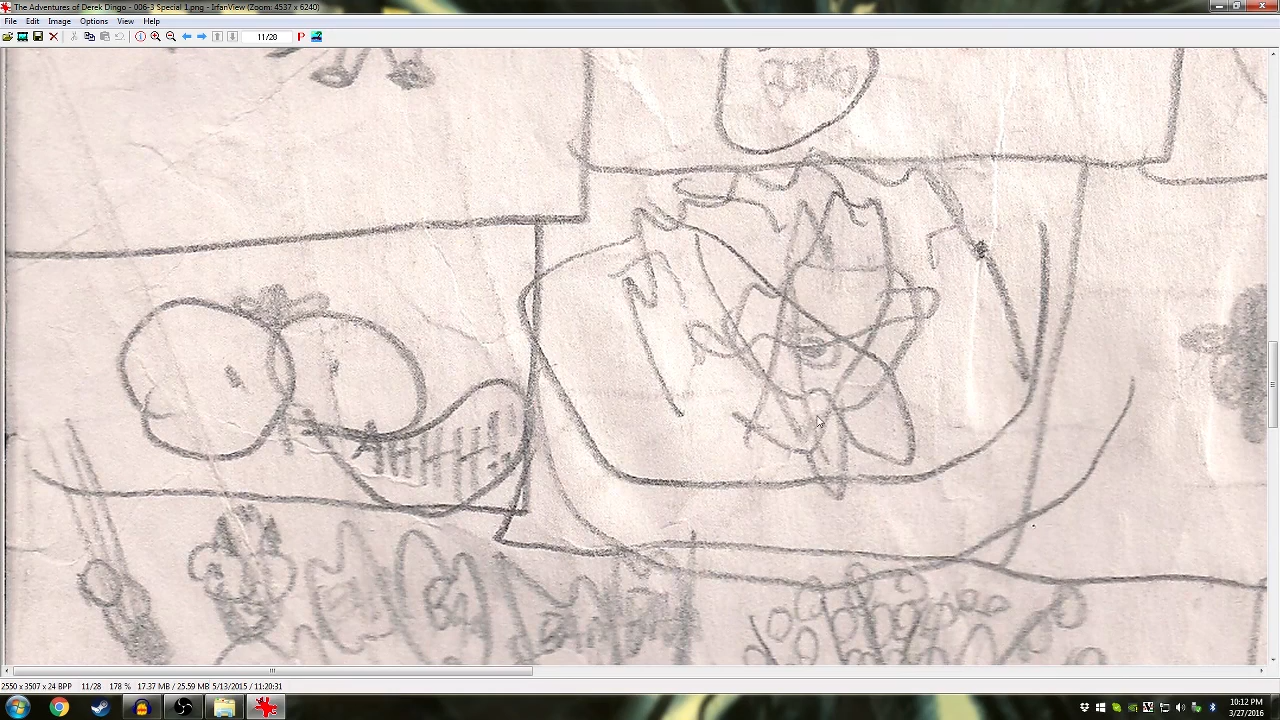 The Adventures of Derek Dingo - 006-3 Special 1.png - IrfanView (Zoom: 4537 x 6240)
File Edit Image Options View Help
11/28
2550 x 3507 x 24 BPP 11/28 178 % 17.37 MB / 25.59 MB 5/13/2015 / 11:20:31
10:12 PM
3/27/2016